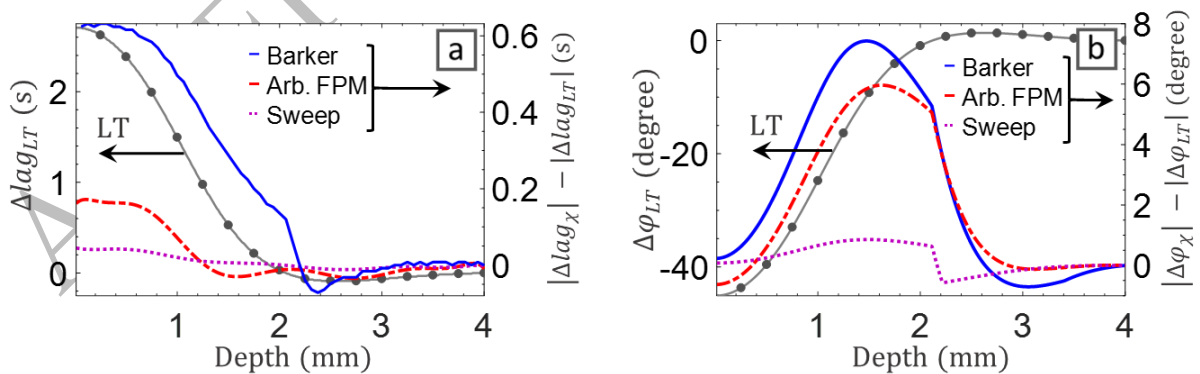 a
Δlag_LT (s)
2
1
0
LT
Barker
Arb. FPM
Sweep
0.6
0.4
0.2
0
|Δlag_χ| − |Δlag_LT| (s)
1 2 3 4
Depth (mm)
b
Δφ_LT (degree)
0
-20
-40
LT
Barker
Arb. FPM
Sweep
8
6
4
2
0
|Δφ_χ| − |Δφ_LT| (degree)
1 2 3 4
Depth (mm)